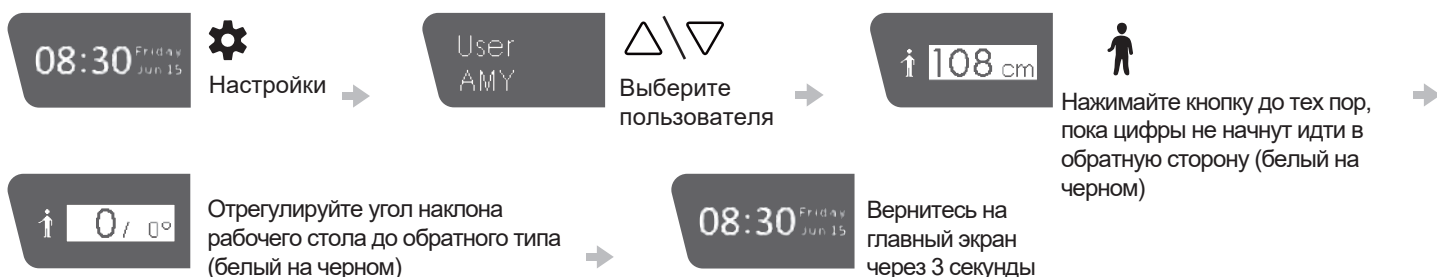 08:30 Friday
Jun 15
Настройки
User
AMY
Выберите
пользователя
108 cm
Нажимайте кнопку до тех пор,
пока цифры не начнут идти в
обратную сторону (белый на
черном)
0/ 0°
Отрегулируйте угол наклона
рабочего стола до обратного типа
(белый на черном)
08:30 Friday
Jun 15
Вернитесь на
главный экран
через 3 секунды